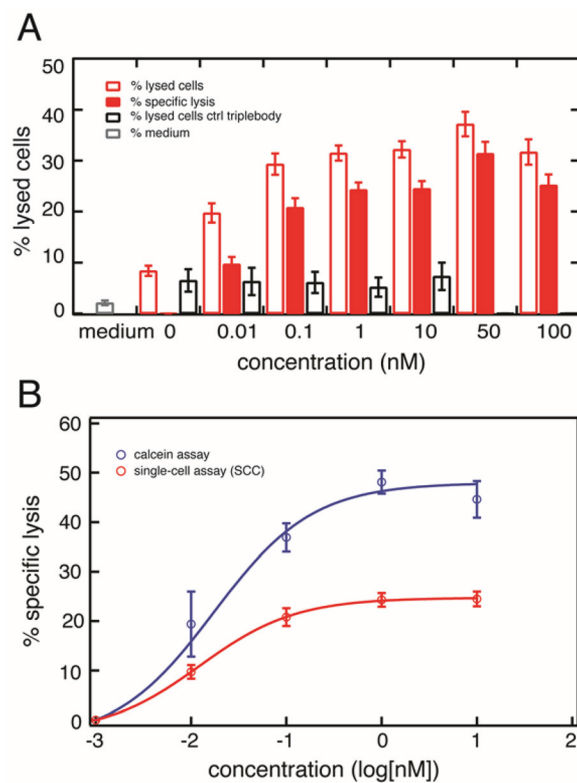 A
50
40
30
20
10
0
% lysed cells
% lysed cells
% specific lysis
% lysed cells ctrl triplebody
% medium
medium 0 0.01 0.1 1 10 50 100
concentration (nM)
B
60
50
40
30
20
10
0
% specific lysis
calcein assay
single-cell assay (SCC)
-3 -2 -1 0 1 2
concentration (log[nM])